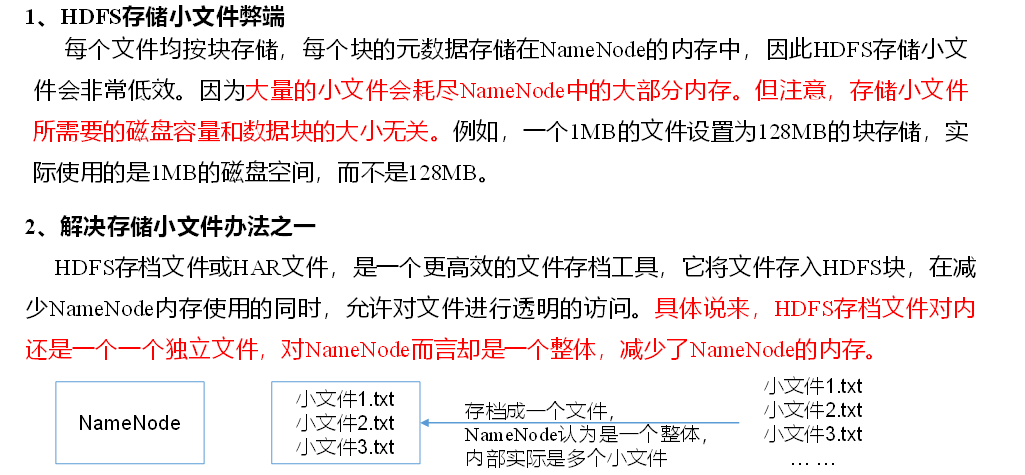 1、HDFS存储小文件弊端
每个文件均按块存储，每个块的元数据存储在NameNode的内存中，因此HDFS存储小文
件会非常低效。因为大量的小文件会耗尽NameNode中的大部分内存。但注意，存储小文件
所需要的磁盘容量和数据块的大小无关。例如，一个1MB的文件设置为128MB的块存储，实
际使用的是1MB的磁盘空间，而不是128MB。
2、解决存储小文件办法之一
HDFS存档文件或HAR文件，是一个更高效的文件存档工具，它将文件存入HDFS块，在减
少NameNode内存使用的同时，允许对文件进行透明的访问。具体说来，HDFS存档文件对内
还是一个一个独立文件，对NameNode而言却是一个整体，减少了NameNode的内存。
NameNode
小文件1.txt
小文件2.txt
小文件3.txt
存档成一个文件，
NameNode认为是一个整体，
内部实际是多个小文件
小文件1.txt
小文件2.txt
小文件3.txt
… …